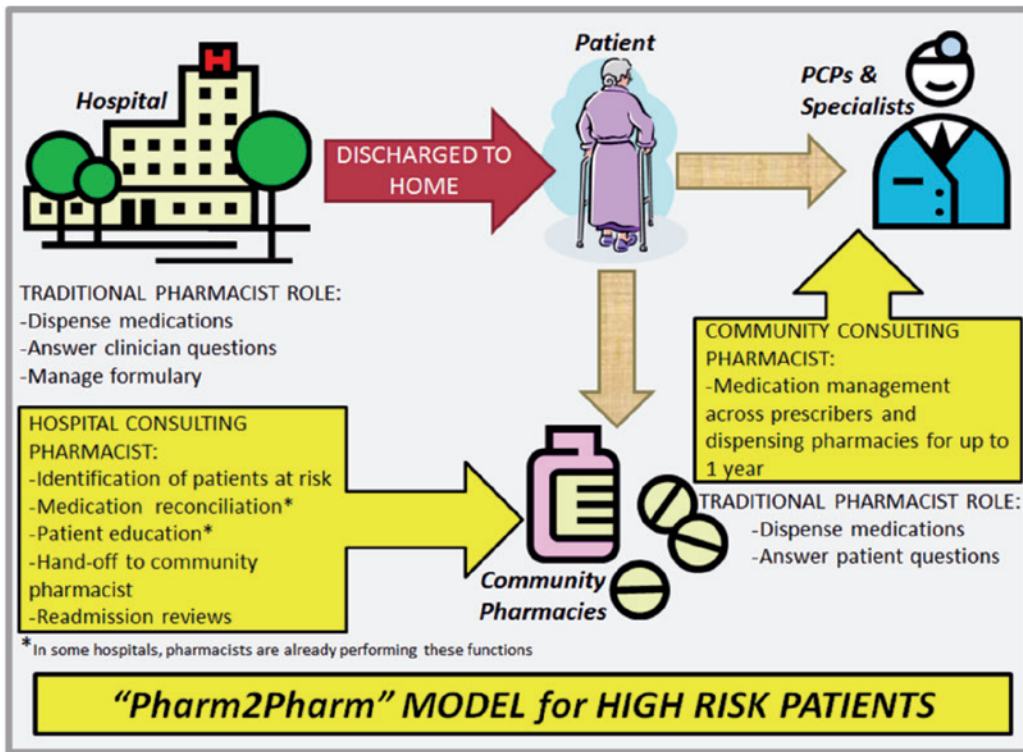 H
Hospital
Patient
PCPs &
Specialists
DISCHARGED TO
HOME
TRADITIONAL PHARMACIST ROLE:
-Dispense medications
-Answer clinician questions
-Manage formulary
HOSPITAL CONSULTING
PHARMACIST:
-Identification of patients at risk
-Medication reconciliation*
-Patient education*
-Hand-off to community
pharmacist
-Readmission reviews
*In some hospitals, pharmacists are already performing these functions
Community
Pharmacies
COMMUNITY CONSULTING
PHARMACIST:
-Medication management
across prescribers and
dispensing pharmacies for up to
1 year
TRADITIONAL PHARMACIST ROLE:
-Dispense medications
-Answer patient questions
“Pharm2Pharm” MODEL for HIGH RISK PATIENTS